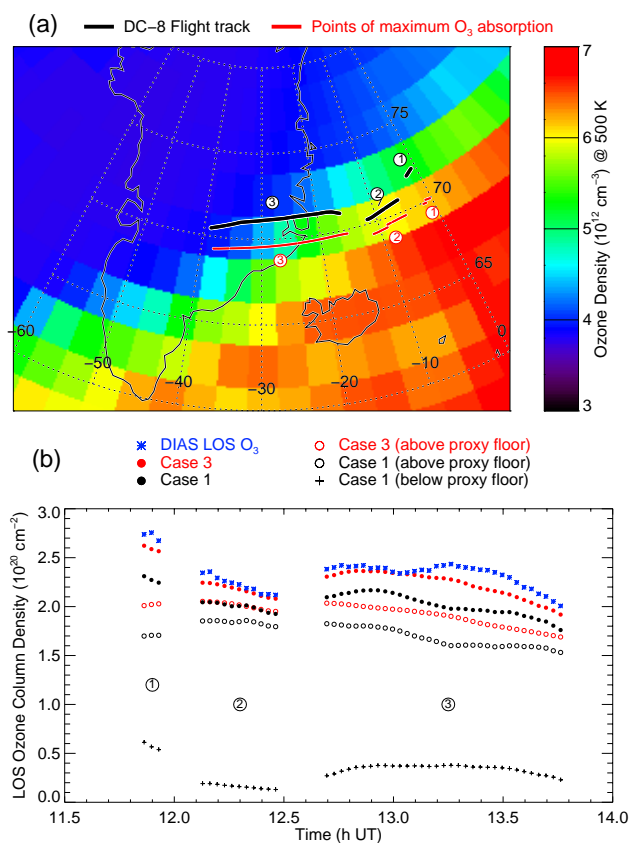 (a)
DC−8 Flight track
Points of maximum O3 absorption
75
70
65
0
−10
−20
−30
−40
−50
−60
1
2
3
1
2
3
7
6
5
4
3
Ozone Density (10^12 cm^−3) @ 500 K
(b)
DIAS LOS O3
Case 3
Case 1
Case 3 (above proxy floor)
Case 1 (above proxy floor)
Case 1 (below proxy floor)
LOS Ozone Column Density (10^20 cm^−2)
3.0
2.5
2.0
1.5
1.0
0.5
0.0
1
2
3
11.5
12.0
12.5
13.0
13.5
14.0
Time (h UT)